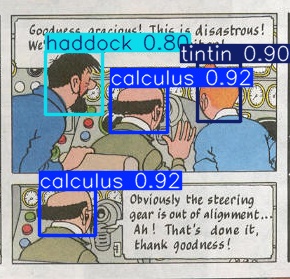 Goodness gracious! This is disastrous!
We'
haddock 0.80
tintin 0.90
calculus 0.92
calculus 0.92
Obviously the steering
gear is out of alignment...
Ah! That's done it,
thank goodness!